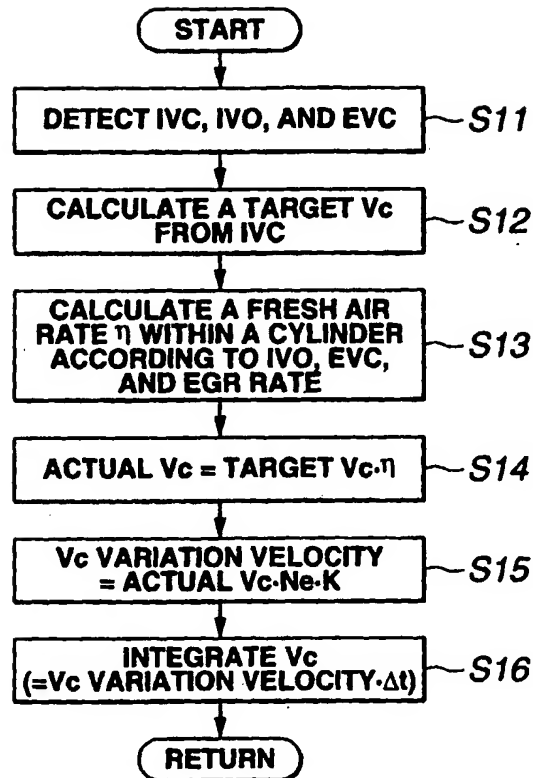 START
DETECT IVC, IVO, AND EVC
S11
CALCULATE A TARGET Vc
FROM IVC
S12
CALCULATE A FRESH AIR
RATE η WITHIN A CYLINDER
ACCORDING TO IVO, EVC,
AND EGR RATE
S13
ACTUAL Vc = TARGET Vc·η
S14
Vc VARIATION VELOCITY
= ACTUAL Vc·Ne·K
S15
INTEGRATE Vc
(=Vc VARIATION VELOCITY·Δt)
S16
RETURN